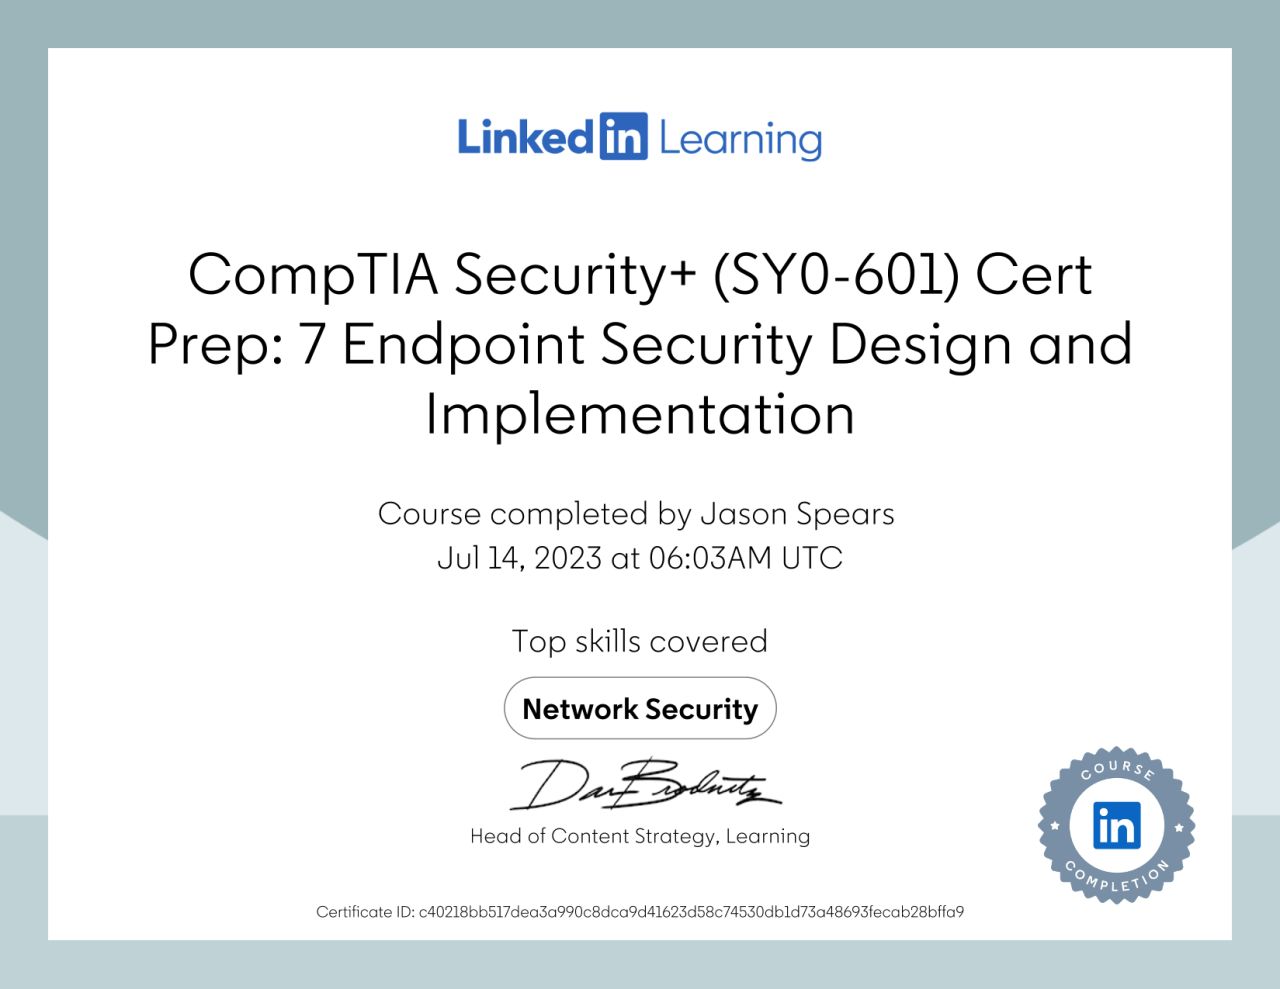 Linked in Learning
CompTIA Security+ (SY0-601) Cert
Prep: 7 Endpoint Security Design and
Implementation
Course completed by Jason Spears
Jul 14, 2023 at 06:03AM UTC
Top skills covered
Network Security
Dan Brodnitz
Head of Content Strategy, Learning
COURSE
in
COMPLETION
Certificate ID: c40218bb517dea3a990c8dca9d41623d58c74530db1d73a48693fecab28bffa9